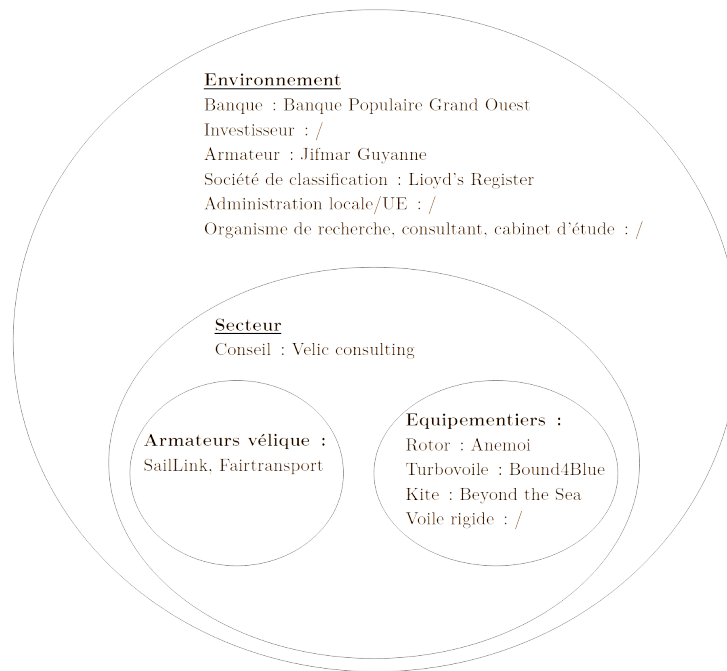 Environnement
Banque : Banque Populaire Grand Ouest
Investisseur : /
Armateur : Jifmar Guyanne
Société de classification : Lioyd's Register
Administration locale/UE : /
Organisme de recherche, consultant, cabinet d'étude : /
Secteur
Conseil : Velic consulting
Armateurs vélique :
SailLink, Fairtransport
Equipementiers :
Rotor : Anemoi
Turbovoile : Bound4Blue
Kite : Beyond the Sea
Voile rigide : /